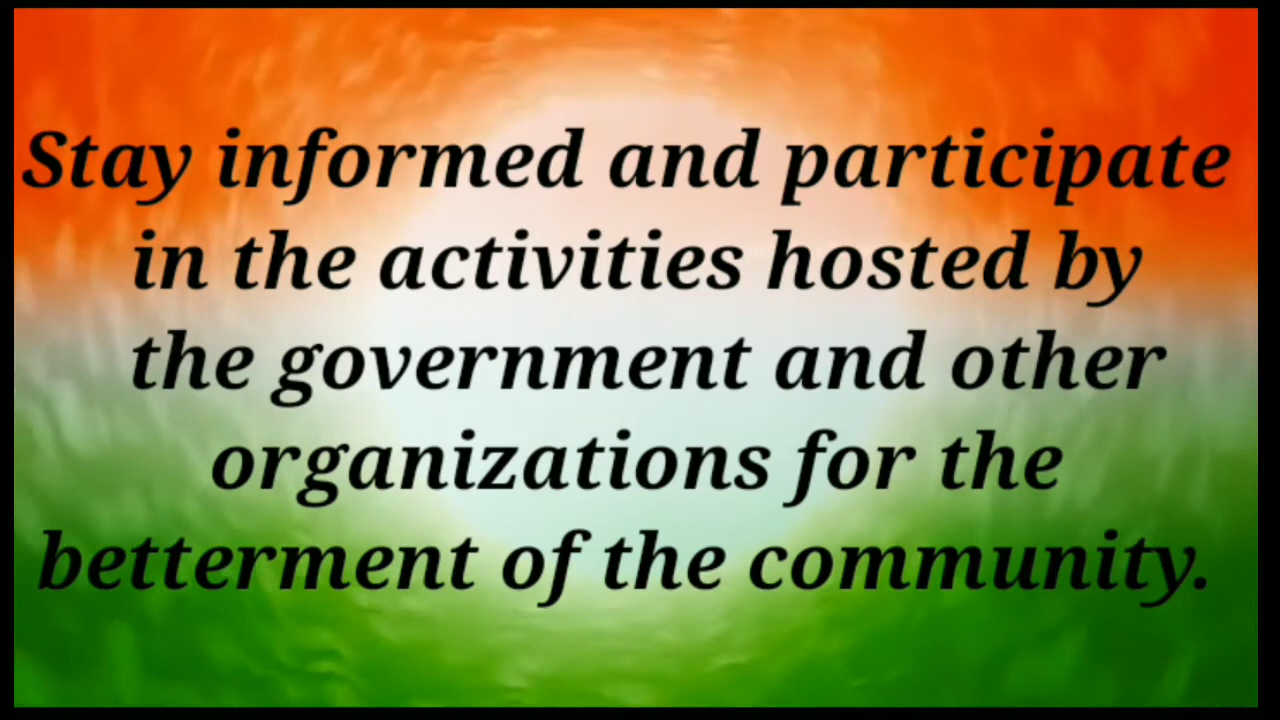 Stay informed and participate
in the activities hosted by
the government and other
organizations for the
betterment of the community.